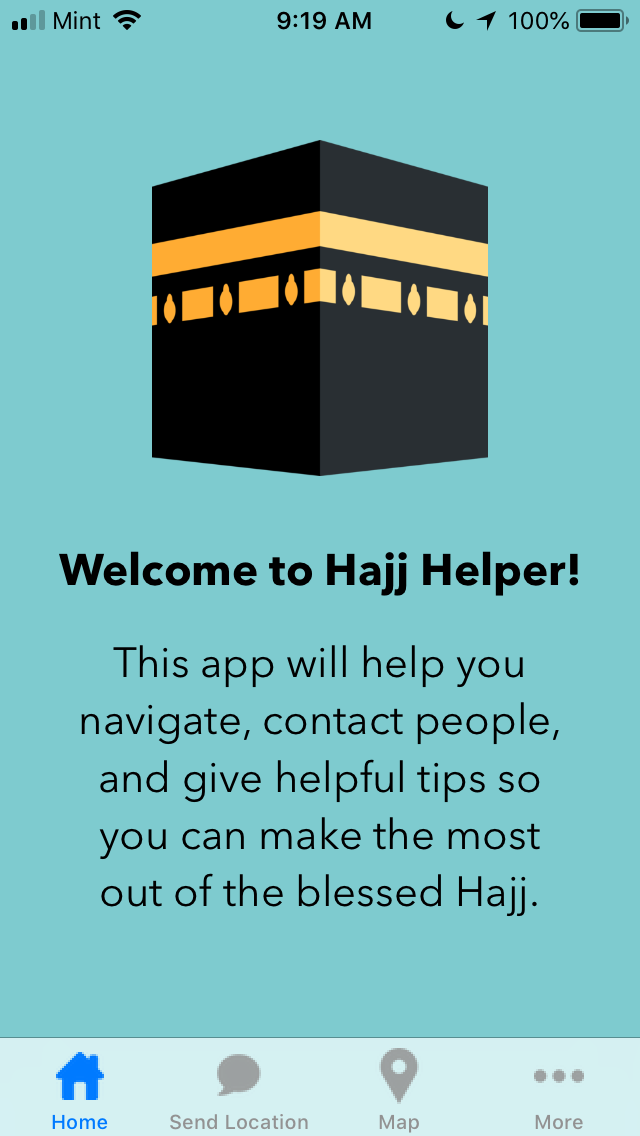 Mint 9:19 AM 100%
Welcome to Hajj Helper!
This app will help you
navigate, contact people,
and give helpful tips so
you can make the most
out of the blessed Hajj.
Home Send Location Map More